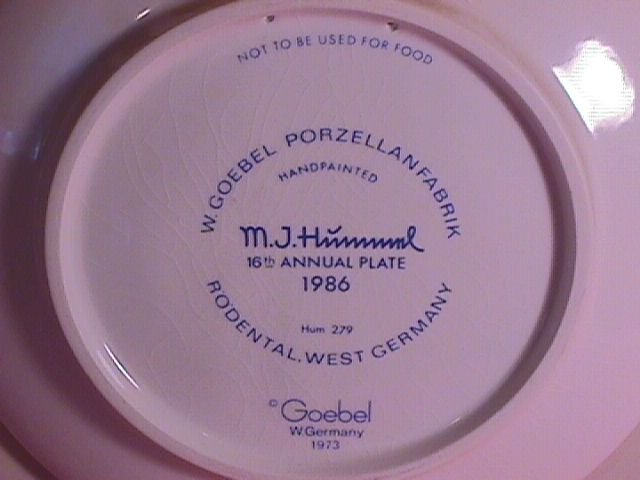 NOT TO BE USED FOR FOOD
W. GOEBEL PORZELLANFABRIK
HANDPAINTED
M.J.Hummel
16th ANNUAL PLATE
1986
Hum 279
RÖDENTAL, WEST GERMANY
© Goebel
W.Germany
1973